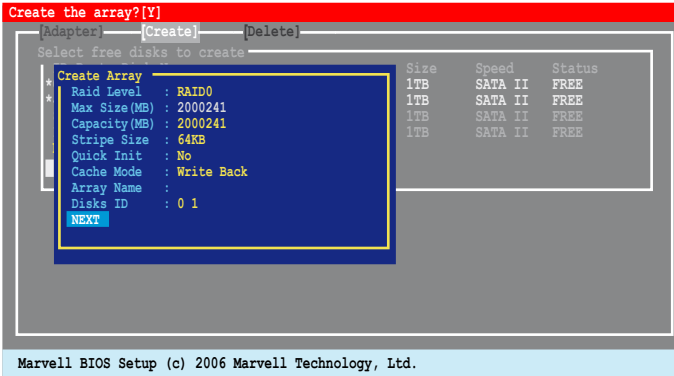 Create the array?[Y]
[Adapter] [Create] [Delete]
Select free disks to create
Size Speed Status
* 1TB SATA II FREE
* 1TB SATA II FREE
1TB SATA II FREE
1TB SATA II FREE
Create Array
Raid Level : RAID0
Max Size(MB) : 2000241
Capacity(MB) : 2000241
Stripe Size : 64KB
Quick Init : No
Cache Mode : Write Back
Array Name :
Disks ID : 0 1
NEXT
Marvell BIOS Setup (c) 2006 Marvell Technology, Ltd.